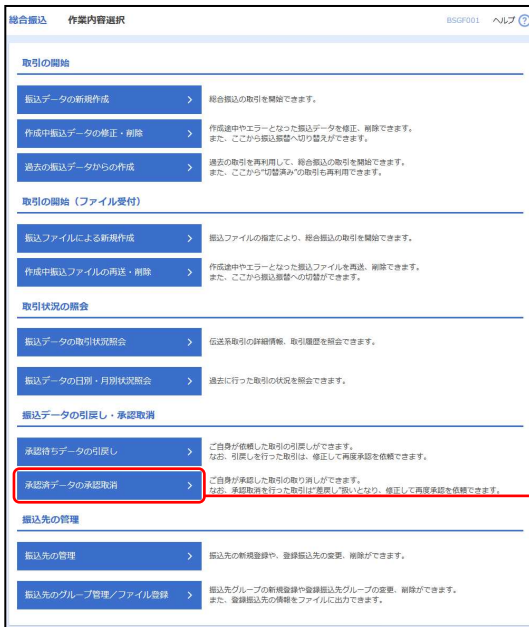 総合振込 作業内容選択 BSGF001 ヘルプ ?
取引の開始
振込データの新規作成 > 総合振込の取引を開始できます。
作成中振込データの修正・削除 > 作成途中やエラーとなった振込データを修正、削除できます。
また、ここから振込振替へ切り替えができます。
過去の振込データからの作成 > 過去の取引を再利用して、総合振込の取引を開始できます。
また、ここから"切替済み"の取引も再利用できます。
取引の開始（ファイル受付）
振込ファイルによる新規作成 > 振込ファイルの指定により、総合振込の取引を開始できます。
作成中振込ファイルの再送・削除 > 作成途中やエラーとなった振込ファイルを再送、削除できます。
また、ここから振込振替への切替ができます。
取引状況の照会
振込データの取引状況照会 > 伝送系取引の詳細情報、取引履歴を照会できます。
振込データの日別・月別状況照会 > 過去に行った取引の状況を照会できます。
振込データの引戻し・承認取消
承認待ちデータの引戻し > ご自身が依頼した取引の引戻しができます。
なお、引戻しを行った取引は、修正して再度承認を依頼できます。
承認済データの承認取消 > ご自身が承認した取引の取り消しができます。
なお、承認取消を行った取引は"差戻し"扱いとなり、修正して再度承認を依頼できます。
振込先の管理
振込先の管理 > 振込先の新規登録や、登録振込先の変更、削除ができます。
振込先のグループ管理／ファイル登録 > 振込先グループの新規登録や登録振込先グループの変更、削除ができます。
また、登録振込先の情報をファイルに出力できます。